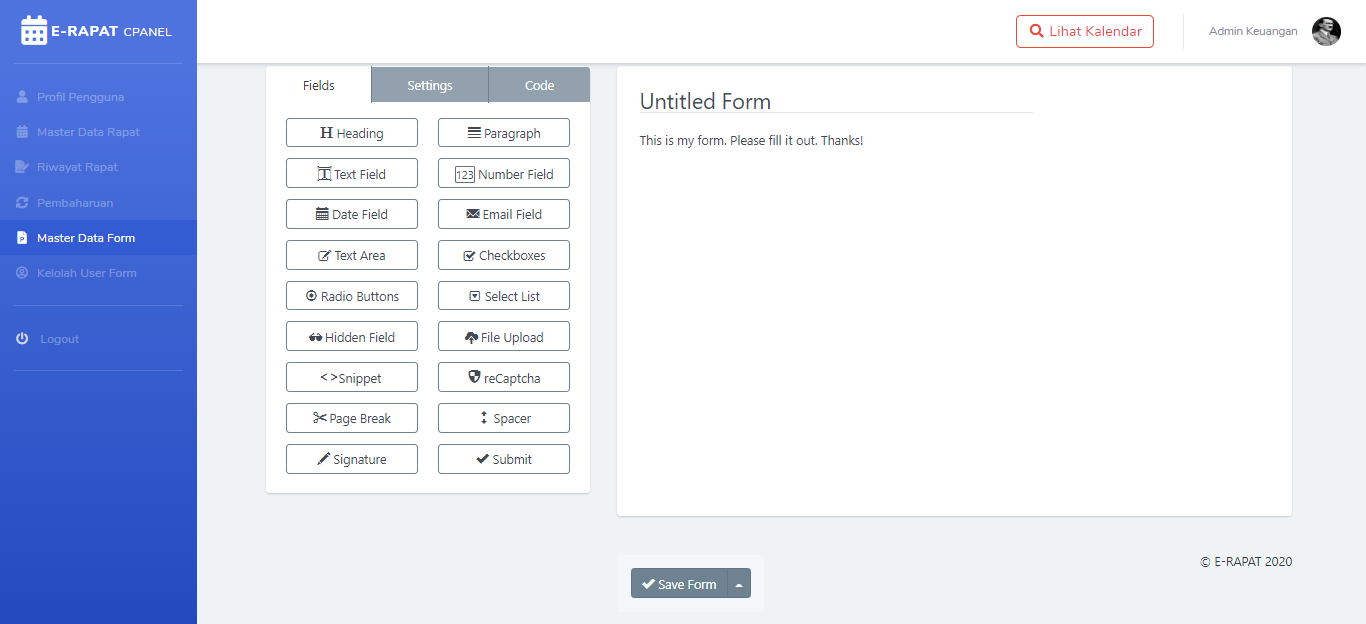 E-RAPAT CPANEL
Lihat Kalendar
Admin Keuangan
Profil Pengguna
Master Data Rapat
Riwayat Rapat
Pembaharuan
Master Data Form
Kelolah User Form
Logout
Fields
Settings
Code
H Heading
Paragraph
Text Field
123 Number Field
Date Field
Email Field
Text Area
Checkboxes
Radio Buttons
Select List
Hidden Field
File Upload
<>Snippet
reCaptcha
Page Break
Spacer
Signature
Submit
Untitled Form
This is my form. Please fill it out. Thanks!
Save Form
© E-RAPAT 2020